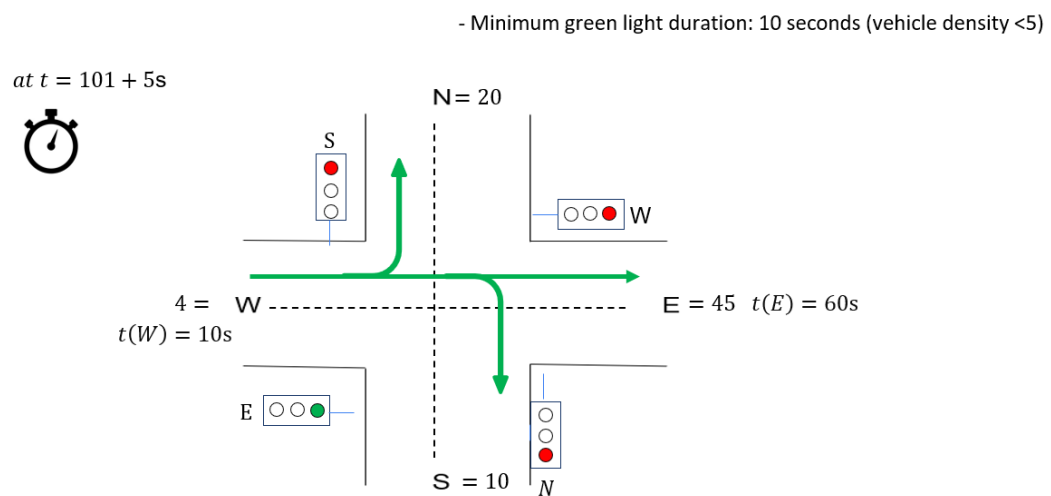 - Minimum green light duration: 10 seconds (vehicle density <5)
at t = 101 + 5s
N= 20
S
W
4 = W
E = 45 t(E) = 60s
t(W) = 10s
E
S = 10
N